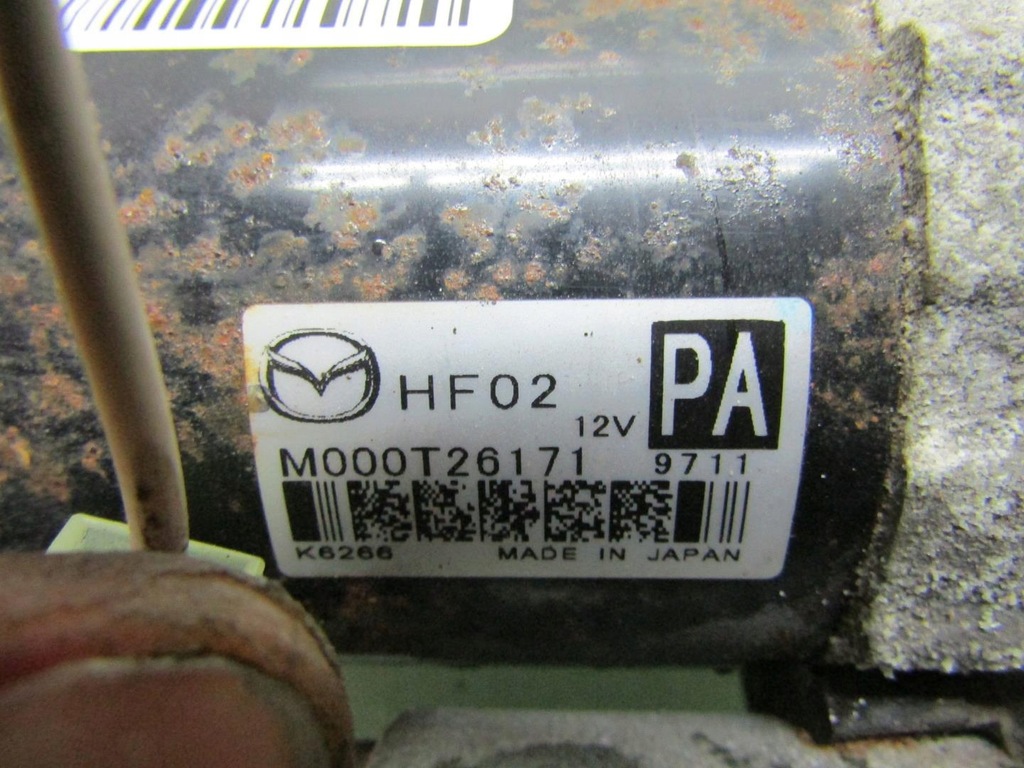 HF02
12V
PA
M000T26171
9711
K6266
MADE IN JAPAN